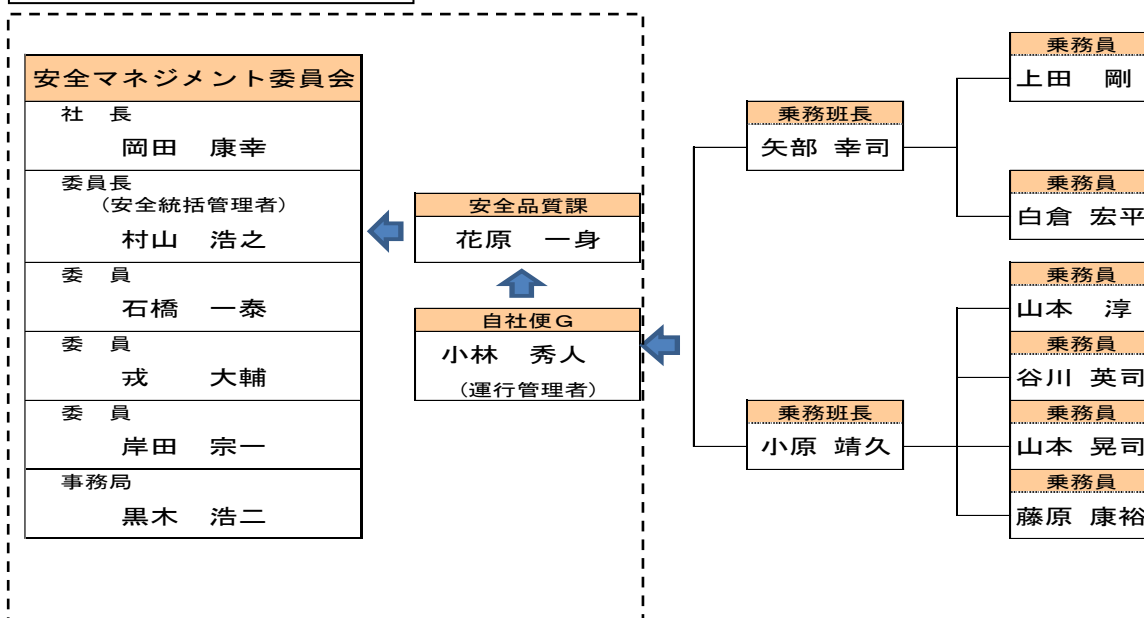 安全マネジメント委員会
社　長
岡田　康幸
委員長
（安全統括管理者）
村山　浩之
委　員
石橋　一泰
委　員
戎　　大輔
委　員
岸田　宗一
事務局
黒木　浩二
安全品質課
花原　一身
自社便G
小林　秀人
（運行管理者）
乗務班長
矢部 幸司
乗務班長
小原 靖久
乗務員
上田　剛
乗務員
白倉 宏平
乗務員
山本　淳
乗務員
谷川 英司
乗務員
山本 晃司
乗務員
藤原 康裕